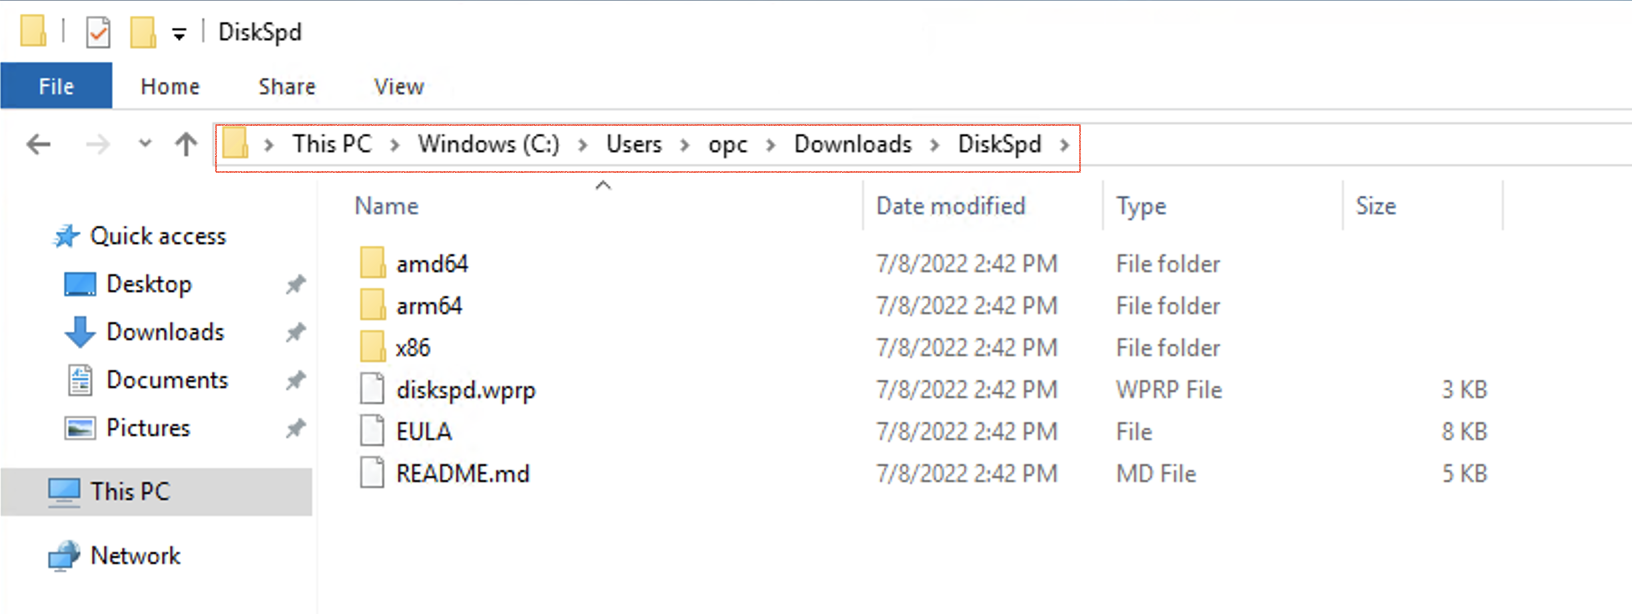 DiskSpd
File Home Share View
This PC Windows (C:) Users opc Downloads DiskSpd
Name Date modified Type Size
Quick access
Desktop
Downloads
Documents
Pictures
This PC
Network
amd64 7/8/2022 2:42 PM File folder
arm64 7/8/2022 2:42 PM File folder
x86 7/8/2022 2:42 PM File folder
diskspd.wprp 7/8/2022 2:42 PM WPRP File 3 KB
EULA 7/8/2022 2:42 PM File 8 KB
README.md 7/8/2022 2:42 PM MD File 5 KB